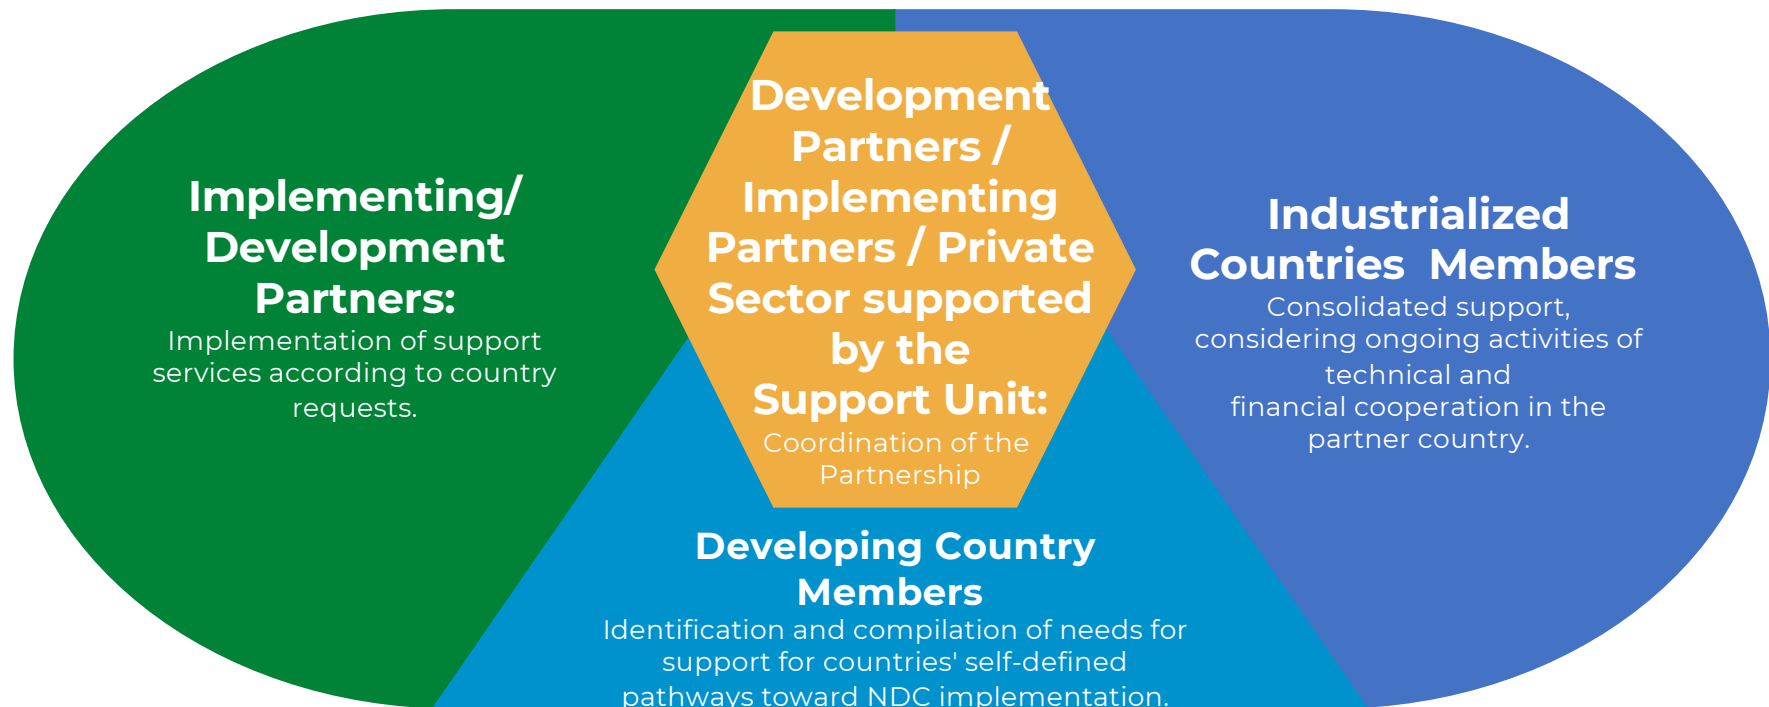 Implementing/
Development
Partners:
Implementation of support
services according to country
requests.
Development
Partners /
Implementing
Partners / Private
Sector supported
by the
Support Unit:
Coordination of the
Partnership
Industrialized
Countries  Members
Consolidated support,
considering ongoing activities of
technical and
financial cooperation in the
partner country.
Developing Country
Members
Identification and compilation of needs for
support for countries' self-defined
pathways toward NDC implementation.